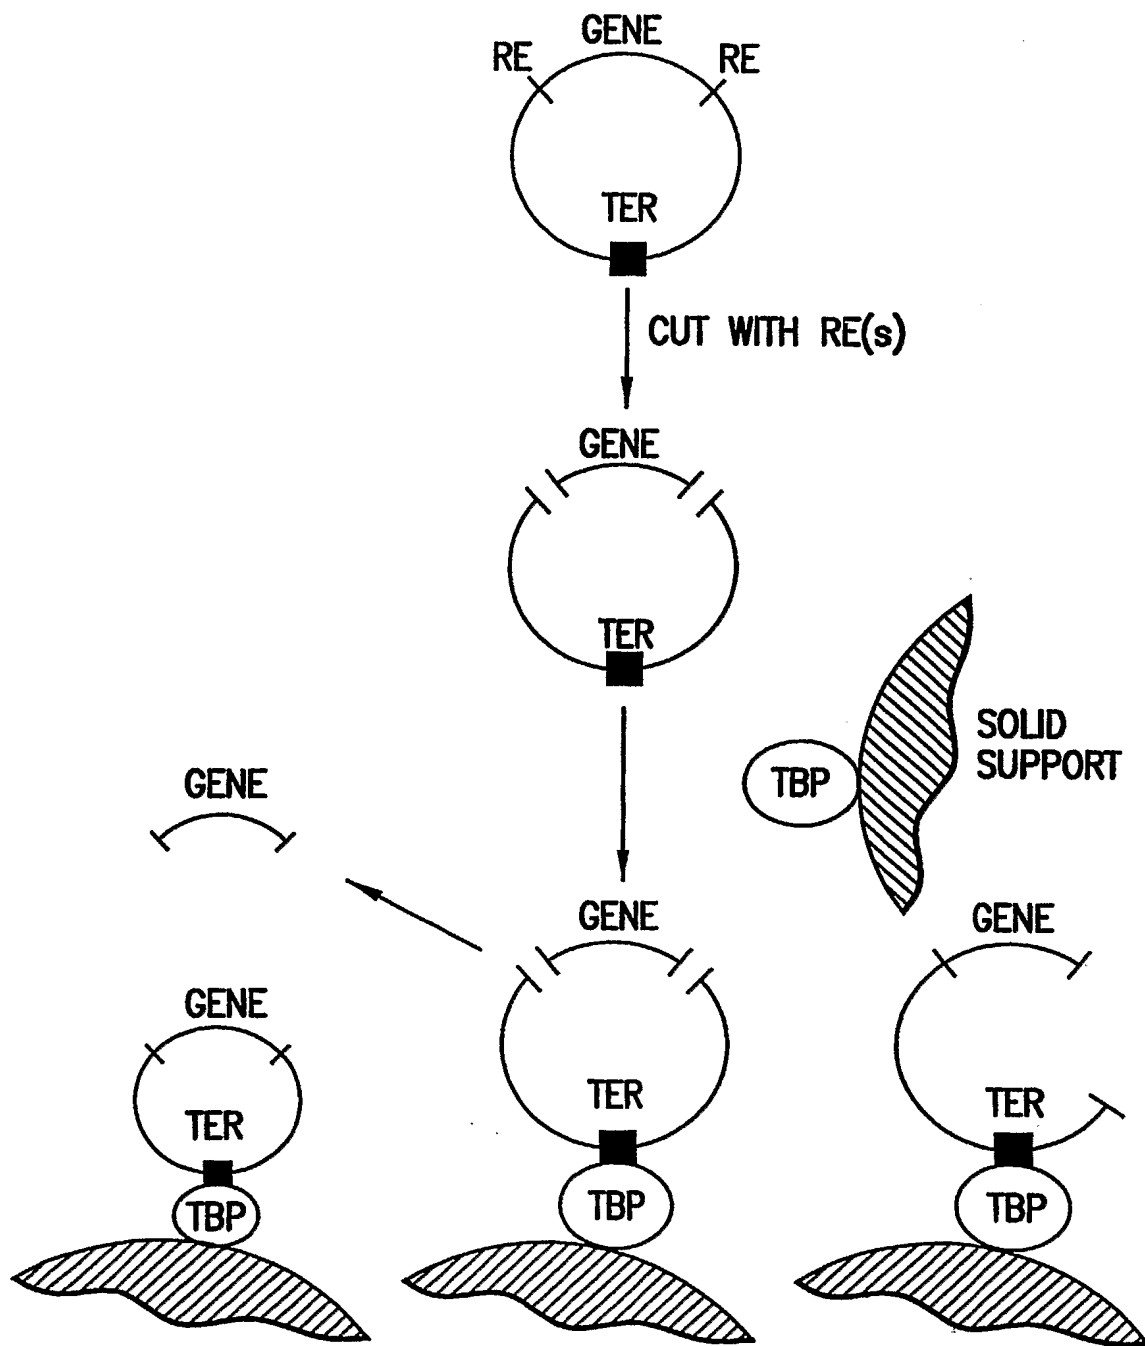 GENE
RE
RE
TER
CUT WITH RE(s)
GENE
TER
SOLID
SUPPORT
TBP
GENE
GENE
GENE
GENE
TER
TER
TER
TBP
TBP
TBP